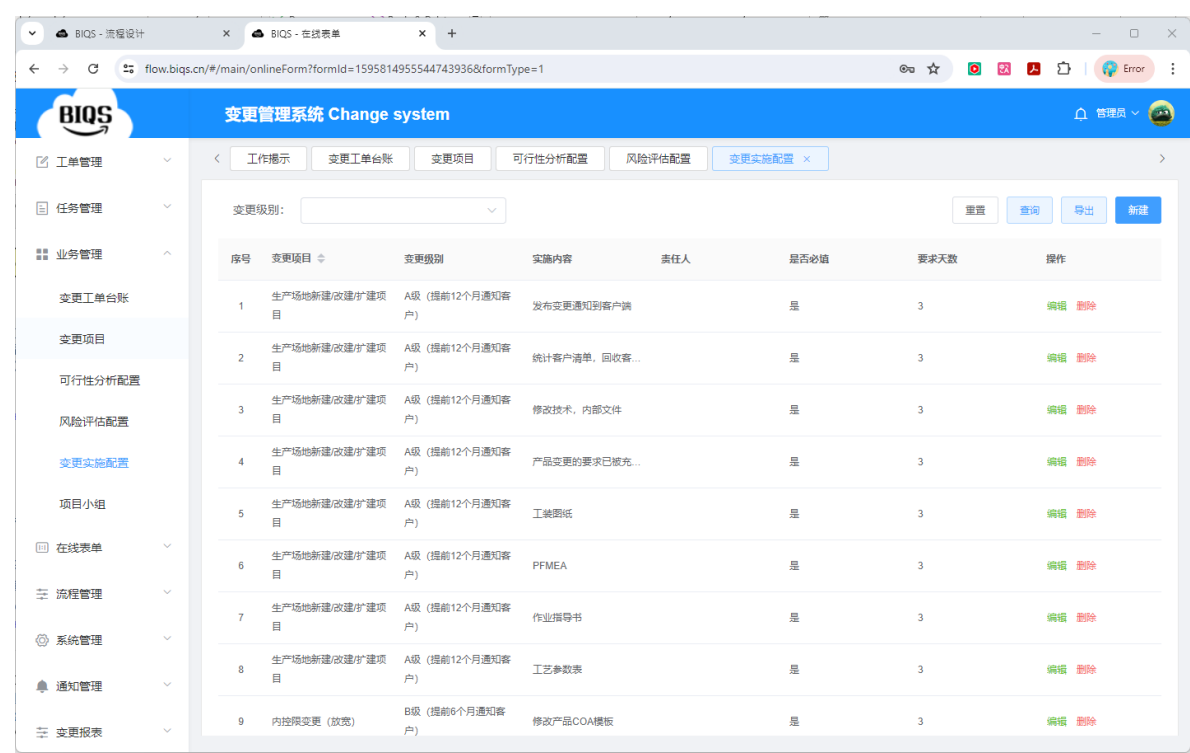 BIQS - 流程设计
BIQS - 在线表单
flow.biqs.cn/#/main/onlineForm?formId=1595814955544743936&formType=1
Error
BIQS
变更管理系统 Change system
管理员
工单管理
任务管理
业务管理
变更工单台账
变更项目
可行性分析配置
风险评估配置
变更实施配置
项目小组
在线表单
流程管理
系统管理
通知管理
变更报表
工作揭示 变更工单台账 变更项目 可行性分析配置 风险评估配置 变更实施配置 ×
变更级别： 重置 查询 导出 新建
序号 变更项目 变更级别 实施内容 责任人 是否必填 要求天数 操作
1 生产场地新建/改建/扩建项目 A级（提前12个月通知客户） 发布变更通知到客户端 是 3 编辑 删除
2 生产场地新建/改建/扩建项目 A级（提前12个月通知客户） 统计客户清单，回收客... 是 3 编辑 删除
3 生产场地新建/改建/扩建项目 A级（提前12个月通知客户） 修改技术，内部文件 是 3 编辑 删除
4 生产场地新建/改建/扩建项目 A级（提前12个月通知客户） 产品变更的要求已被充... 是 3 编辑 删除
5 生产场地新建/改建/扩建项目 A级（提前12个月通知客户） 工装图纸 是 3 编辑 删除
6 生产场地新建/改建/扩建项目 A级（提前12个月通知客户） PFMEA 是 3 编辑 删除
7 生产场地新建/改建/扩建项目 A级（提前12个月通知客户） 作业指导书 是 3 编辑 删除
8 生产场地新建/改建/扩建项目 A级（提前12个月通知客户） 工艺参数表 是 3 编辑 删除
9 内控限变更（放宽） B级（提前6个月通知客户） 修改产品COA模板 是 3 编辑 删除